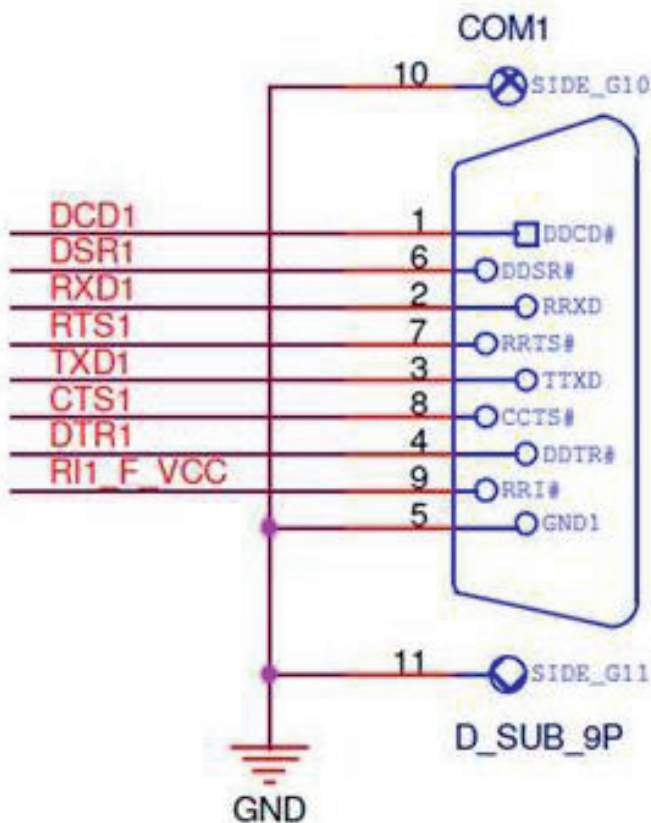 COM1
10 SIDE_G10
DCD1 1 DDCD#
DSR1 6 DDSR#
RXD1 2 RRXD
RTS1 7 RRTS#
TXD1 3 TTXD
CTS1 8 CCTS#
DTR1 4 DDTR#
RI1_F_VCC 9 RRI#
5 GND1
11 SIDE_G11
D_SUB_9P
GND